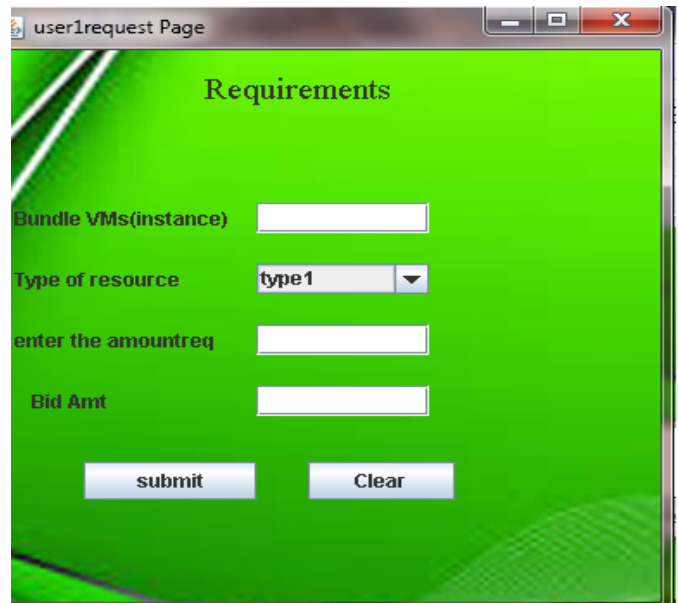 user1request Page
Requirements
Bundle VMs(instance)
Type of resource type1
enter the amountreq
Bid Amt
submit Clear